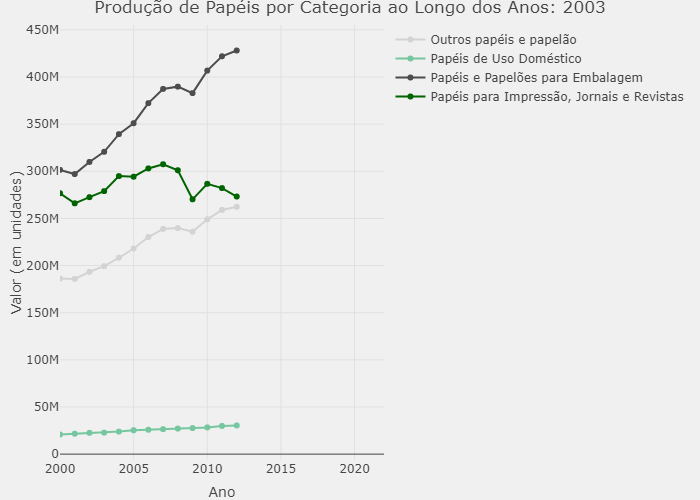 Produção de Papéis por Categoria ao Longo dos Anos: 2003
450M
400M
350M
300M
250M
200M
150M
100M
50M
0
Valor (em unidades)
2000
2005
2010
2015
2020
Ano
Outros papéis e papelão
Papéis de Uso Doméstico
Papéis e Papelões para Embalagem
Papéis para Impressão, Jornais e Revistas